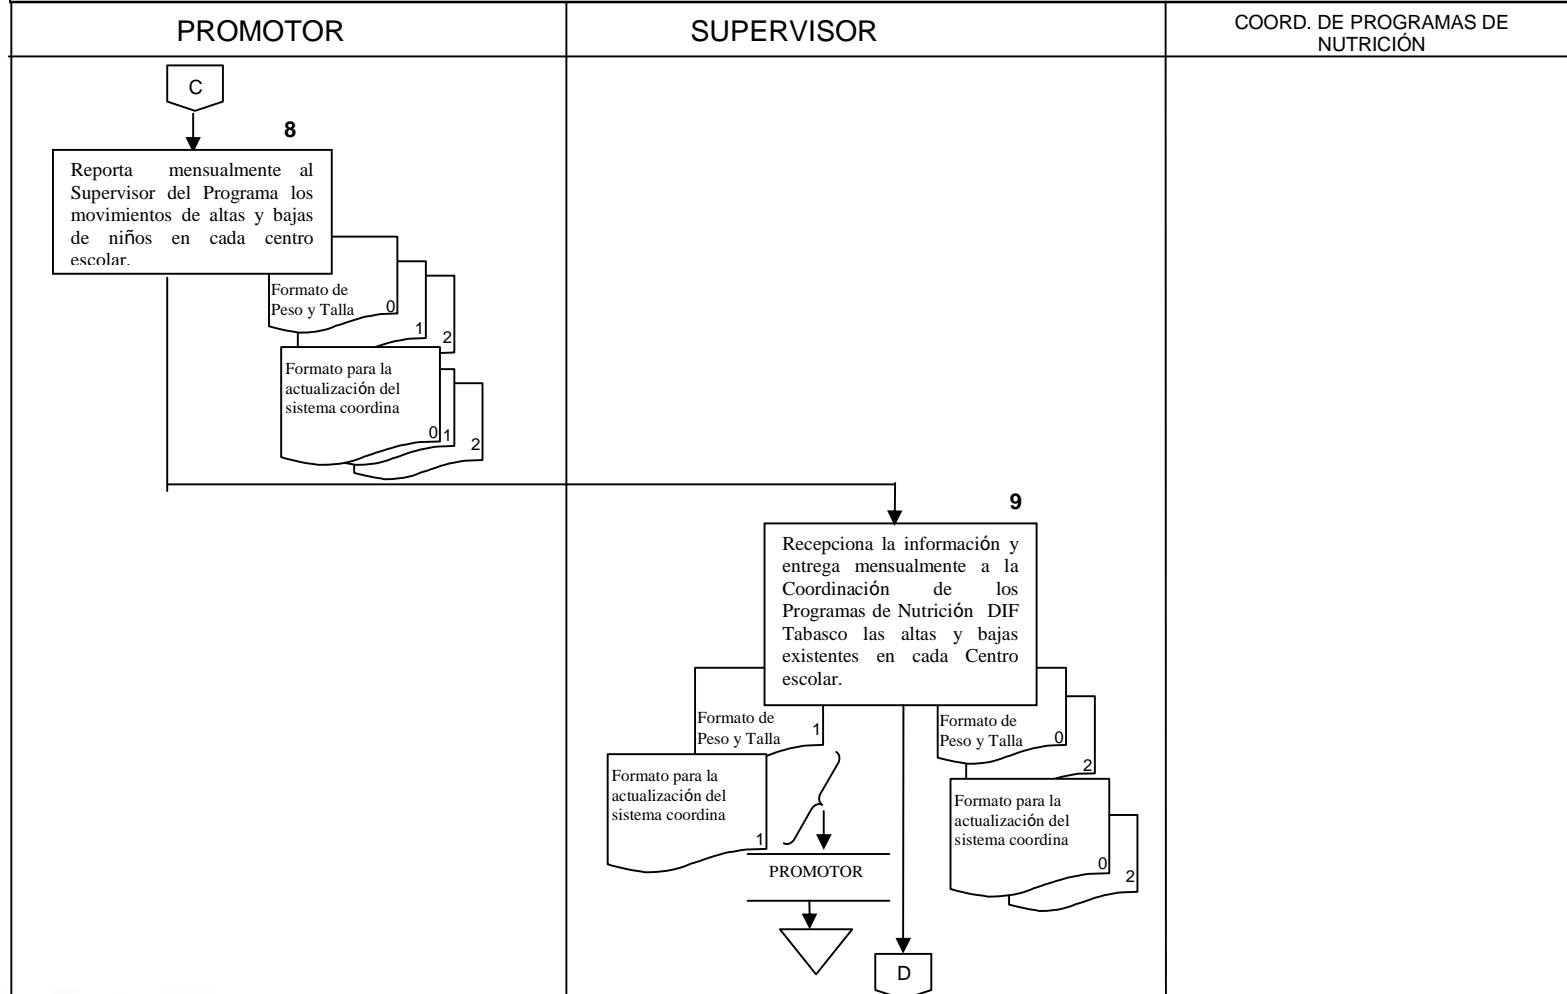 PROMOTOR
SUPERVISOR
COORD. DE PROGRAMAS DE
NUTRICIÓN
C
8
Reporta mensualmente al
Supervisor del Programa los
movimientos de altas y bajas
de niños en cada centro
escolar.
Formato de
Peso y Talla
0
1
2
Formato para la
actualización del
sistema coordina
0
1
2
9
Recepciona la información y
entrega mensualmente a la
Coordinación de los
Programas de Nutrición DIF
Tabasco las altas y bajas
existentes en cada Centro
escolar.
Formato de
Peso y Talla
1
Formato para la
actualización del
sistema coordina
1
Formato de
Peso y Talla
0
2
Formato para la
actualización del
sistema coordina
0
2
PROMOTOR
D